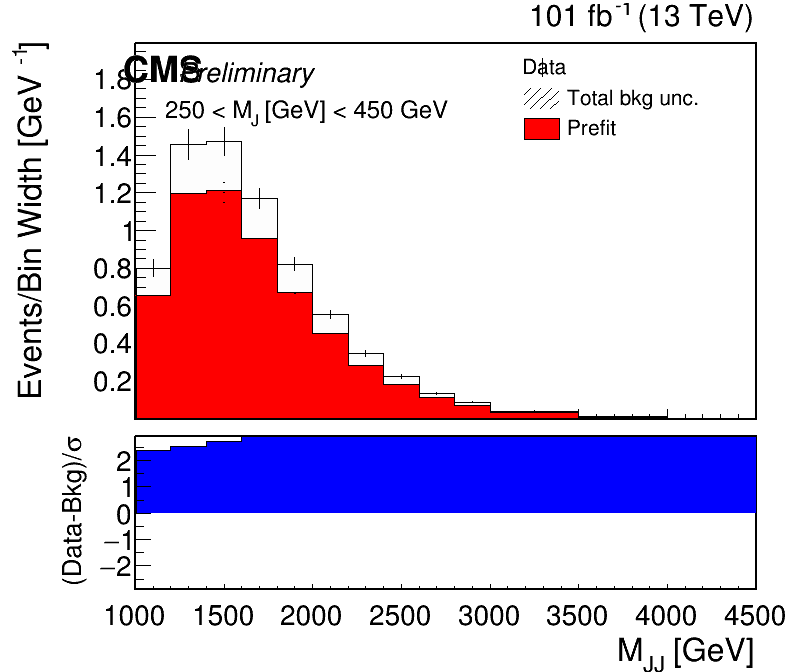 101 fb⁻¹ (13 TeV)
CMS Preliminary
250 < M_J [GeV] < 450 GeV
Data
Total bkg unc.
Prefit
Events/Bin Width [GeV⁻¹]
1.8
1.6
1.4
1.2
1
0.8
0.6
0.4
0.2
(Data-Bkg)/σ
2
1
0
−1
−2
1000 1500 2000 2500 3000 3500 4000 4500
M_JJ [GeV]